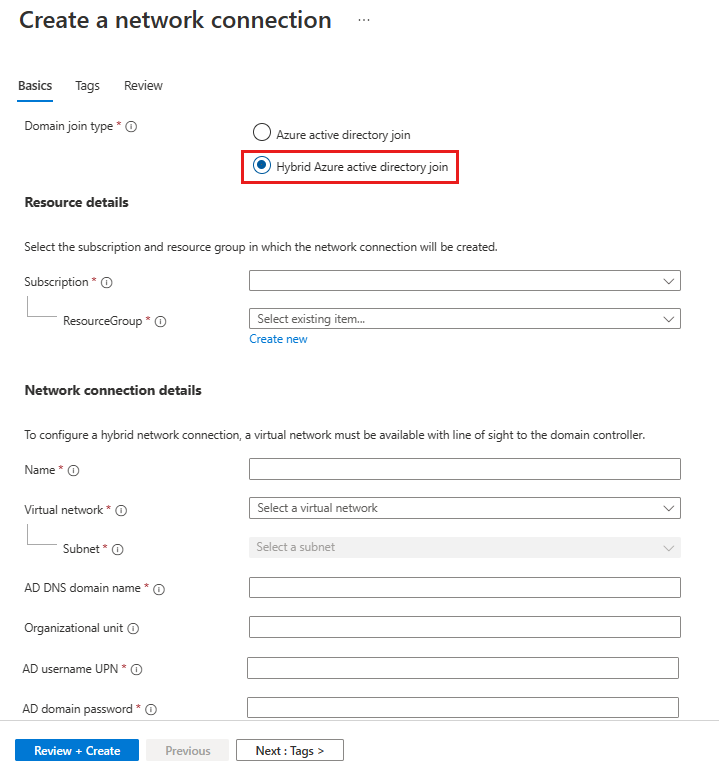 Create a network connection ...
Basics Tags Review
Domain join type *
Azure active directory join
Hybrid Azure active directory join
Resource details
Select the subscription and resource group in which the network connection will be created.
Subscription *
ResourceGroup * Select existing item...
Create new
Network connection details
To configure a hybrid network connection, a virtual network must be available with line of sight to the domain controller.
Name *
Virtual network * Select a virtual network
Subnet * Select a subnet
AD DNS domain name *
Organizational unit
AD username UPN *
AD domain password *
Review + Create Previous Next : Tags >